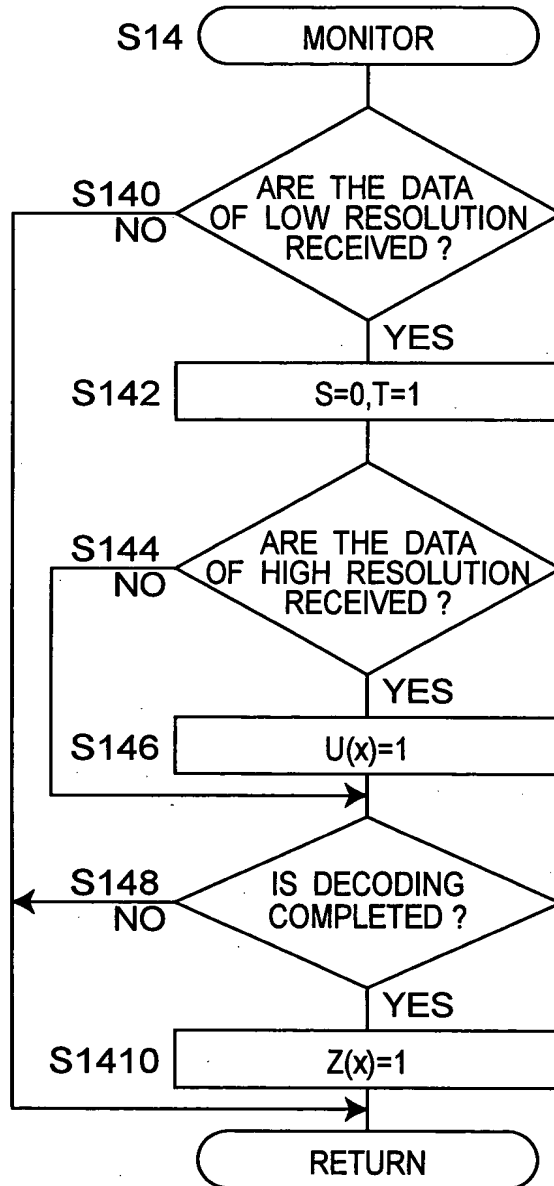 S14
MONITOR
S140
NO
ARE THE DATA
OF LOW RESOLUTION
RECEIVED ?
YES
S142
S=0,T=1
S144
NO
ARE THE DATA
OF HIGH RESOLUTION
RECEIVED ?
YES
S146
U(x)=1
S148
NO
IS DECODING
COMPLETED ?
YES
S1410
Z(x)=1
RETURN